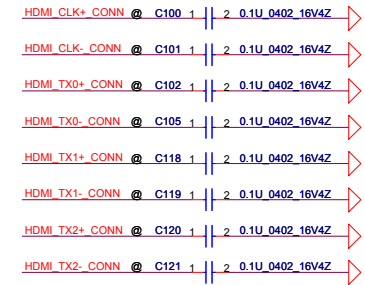 HDMI_CLK+_CONN @ C100 1 2 0.1U_0402_16V4Z
HDMI_CLK-_CONN @ C101 1 2 0.1U_0402_16V4Z
HDMI_TX0+_CONN @ C102 1 2 0.1U_0402_16V4Z
HDMI_TX0-_CONN @ C105 1 2 0.1U_0402_16V4Z
HDMI_TX1+_CONN @ C118 1 2 0.1U_0402_16V4Z
HDMI_TX1-_CONN @ C119 1 2 0.1U_0402_16V4Z
HDMI_TX2+_CONN @ C120 1 2 0.1U_0402_16V4Z
HDMI_TX2-_CONN @ C121 1 2 0.1U_0402_16V4Z